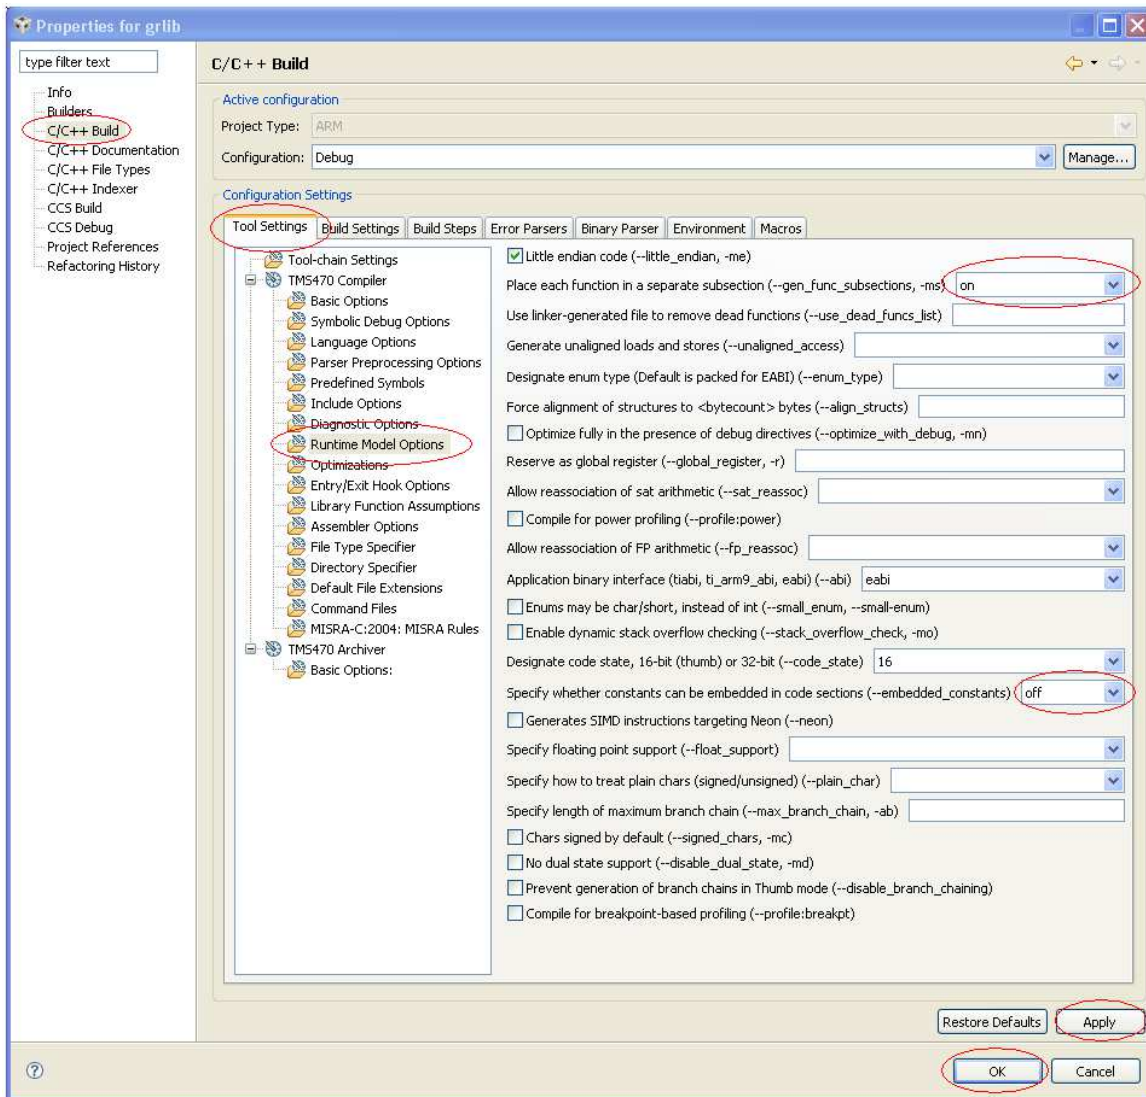 Properties for grlib
type filter text
Info
Builders
C/C++ Build
C/C++ Documentation
C/C++ File Types
C/C++ Indexer
CCS Build
CCS Debug
Project References
Refactoring History
C/C++ Build
Active configuration
Project Type: ARM
Configuration: Debug
Manage...
Configuration Settings
Tool Settings Build Settings Build Steps Error Parsers Binary Parser Environment Macros
Tool-chain Settings
TMS470 Compiler
Basic Options
Symbolic Debug Options
Language Options
Parser Preprocessing Options
Predefined Symbols
Include Options
Diagnostic Options
Runtime Model Options
Optimizations
Entry/Exit Hook Options
Library Function Assumptions
Assembler Options
File Type Specifier
Directory Specifier
Default File Extensions
Command Files
MISRA-C:2004: MISRA Rules
TMS470 Archiver
Basic Options:
Little endian code (--little_endian, -me)
Place each function in a separate subsection (--gen_func_subsections, -ms) on
Use linker-generated file to remove dead functions (--use_dead_funcs_list)
Generate unaligned loads and stores (--unaligned_access)
Designate enum type (Default is packed for EABI) (--enum_type)
Force alignment of structures to <bytecount> bytes (--align_structs)
Optimize fully in the presence of debug directives (--optimize_with_debug, -mn)
Reserve as global register (--global_register, -r)
Allow reassociation of sat arithmetic (--sat_reassoc)
Compile for power profiling (--profile:power)
Allow reassociation of FP arithmetic (--fp_reassoc)
Application binary interface (tiabi, ti_arm9_abi, eabi) (--abi) eabi
Enums may be char/short, instead of int (--small_enum, --small-enum)
Enable dynamic stack overflow checking (--stack_overflow_check, -mo)
Designate code state, 16-bit (thumb) or 32-bit (--code_state) 16
Specify whether constants can be embedded in code sections (--embedded_constants) off
Generates SIMD instructions targeting Neon (--neon)
Specify floating point support (--float_support)
Specify how to treat plain chars (signed/unsigned) (--plain_char)
Specify length of maximum branch chain (--max_branch_chain, -ab)
Chars signed by default (--signed_chars, -mc)
No dual state support (--disable_dual_state, -md)
Prevent generation of branch chains in Thumb mode (--disable_branch_chaining)
Compile for breakpoint-based profiling (--profile:breakpt)
Restore Defaults Apply
? OK Cancel